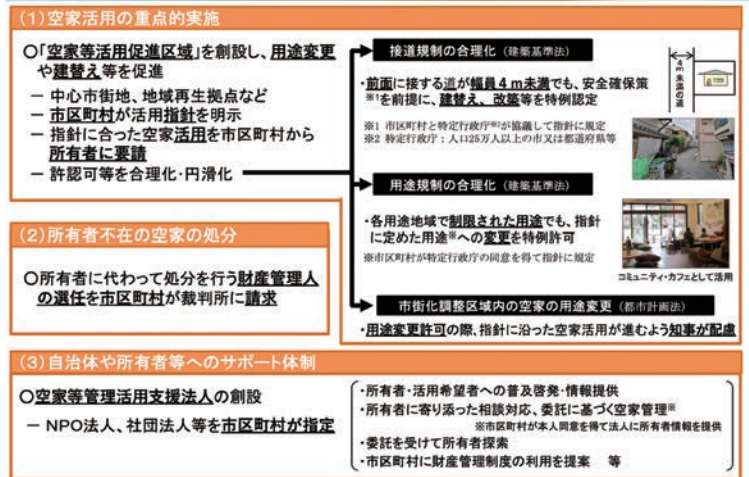 (1)空家活用の重点的実施
○「空家等活用促進区域」を創設し、用途変更
や建替え等を促進
－ 中心市街地、地域再生拠点など
－ 市区町村が活用指針を明示
－ 指針に合った空家活用を市区町村から
所有者に要請
－ 許認可等を合理化・円滑化
接道規制の合理化(建築基準法)
・前面に接する道が幅員4m未満でも、安全確保策
※1を前提に、建替え、改築等を特例認定
※1 市区町村と特定行政庁※2が協議して指針に規定
※2 特定行政庁：人口25万人以上の市又は都道府県等
4m未満の道
用途規制の合理化(建築基準法)
・各用途地域で制限された用途でも、指針
に定めた用途※への変更を特例許可
※市区町村が特定行政庁の同意を得て指針に規定
コミュニティ・カフェとして活用
市街化調整区域内の空家の用途変更(都市計画法)
・用途変更許可の際、指針に沿った空家活用が進むよう知事が配慮
(2)所有者不在の空家の処分
○所有者に代わって処分を行う財産管理人
の選任を市区町村が裁判所に請求
(3)自治体や所有者等へのサポート体制
○空家等管理活用支援法人の創設
－ NPO法人、社団法人等を市区町村が指定
・所有者・活用希望者への普及啓発・情報提供
・所有者に寄り添った相談対応、委託に基づく空家管理※
※市区町村が本人同意を得て法人に所有者情報を提供
・委託を受けて所有者探索
・市区町村に財産管理制度の利用を提案 等